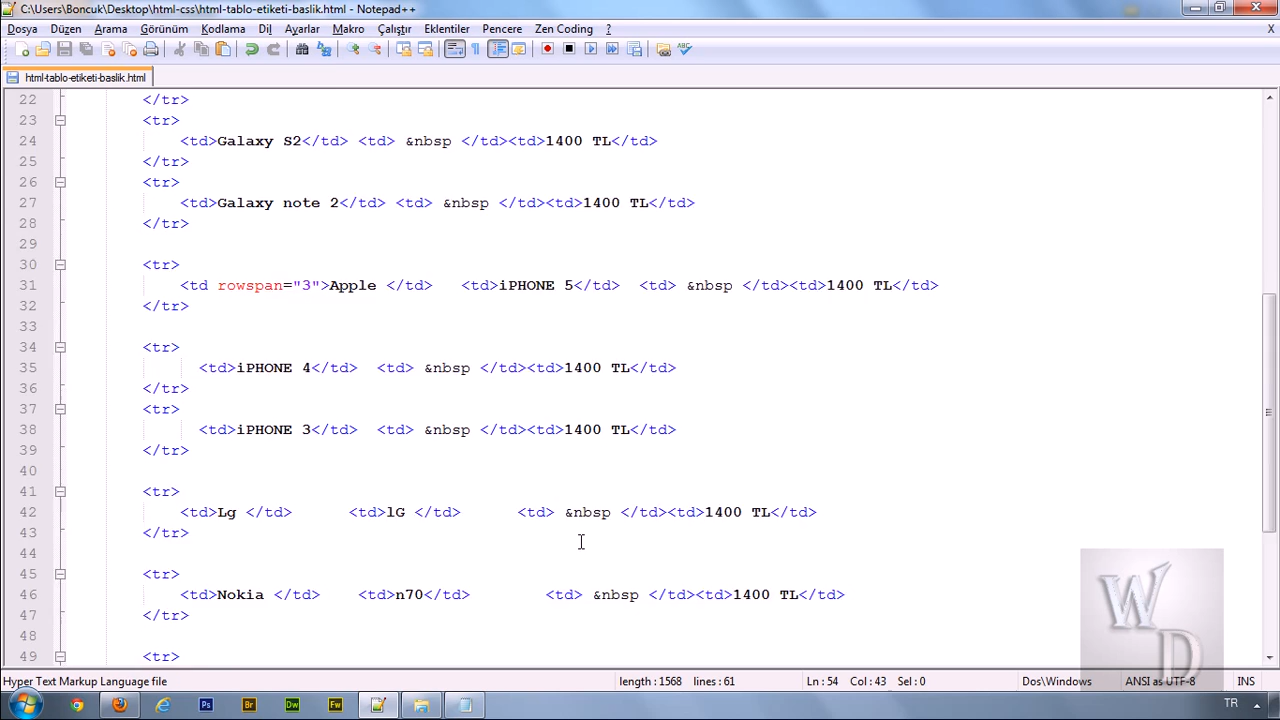 C:\Users\Boncuk\Desktop\html-css\html-tablo-etiketi-baslik.html - Notepad++
Dosya Düzen Arama Görünüm Kodlama Dil Ayarlar Makro Çalıştır Eklentiler Pencere Zen Coding ? X
html-tablo-etiketi-baslik.html
22 </tr>
23 <tr>
24 <td>Galaxy S2</td> <td> &nbsp </td><td>1400 TL</td>
25 </tr>
26 <tr>
27 <td>Galaxy note 2</td> <td> &nbsp </td><td>1400 TL</td>
28 </tr>
29
30 <tr>
31 <td rowspan="3">Apple </td> <td>iPHONE 5</td> <td> &nbsp </td><td>1400 TL</td>
32 </tr>
33
34 <tr>
35 <td>iPHONE 4</td> <td> &nbsp </td><td>1400 TL</td>
36 </tr>
37 <tr>
38 <td>iPHONE 3</td> <td> &nbsp </td><td>1400 TL</td>
39 </tr>
40
41 <tr>
42 <td>Lg </td> <td>lG </td> <td> &nbsp </td><td>1400 TL</td>
43 </tr>
44
45 <tr>
46 <td>Nokia </td> <td>n70</td> <td> &nbsp </td><td>1400 TL</td>
47 </tr>
48
49 <tr>
W D
Hyper Text Markup Language file length : 1568 lines : 61 Ln : 54 Col : 43 Sel : 0 Dos\Windows ANSI as UTF-8 INS
Ps Br Dw Fw TR